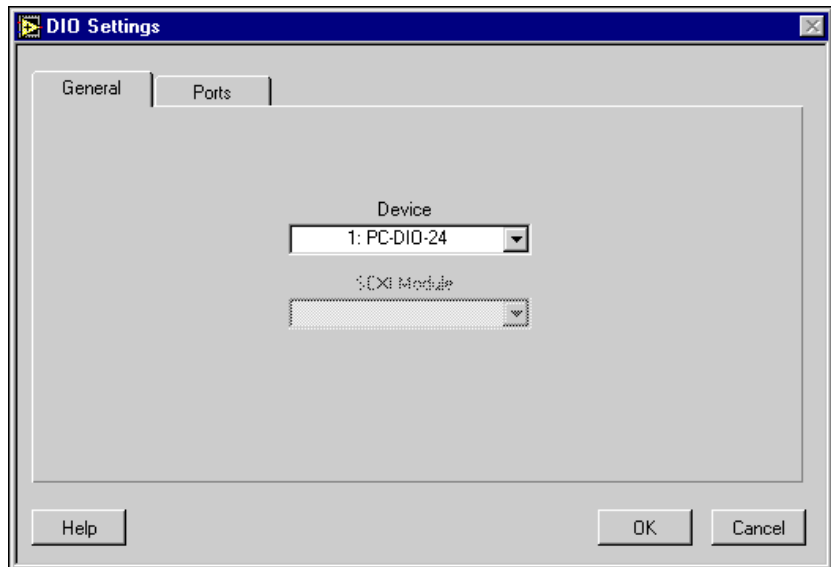 DIO Settings
General
Ports
Device
1: PC-DIO-24
SCXI Module
Help
OK
Cancel